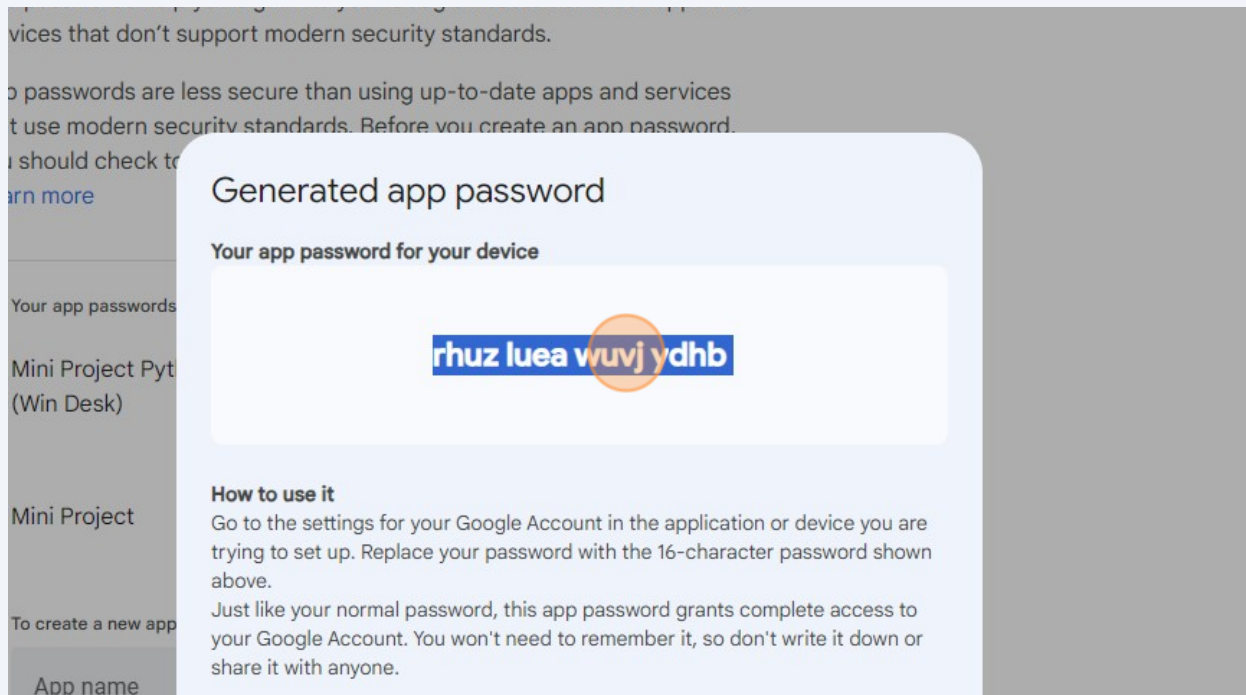 vices that don't support modern security standards.
p passwords are less secure than using up-to-date apps and services
t use modern security standards. Before you create an app password,
u should check to
arn more
Generated app password
Your app password for your device
rhuz luea wuvj ydhb
Your app passwords
Mini Project Pyt
(Win Desk)
Mini Project
How to use it
Go to the settings for your Google Account in the application or device you are
trying to set up. Replace your password with the 16-character password shown
above.
Just like your normal password, this app password grants complete access to
your Google Account. You won't need to remember it, so don't write it down or
share it with anyone.
To create a new app
App name